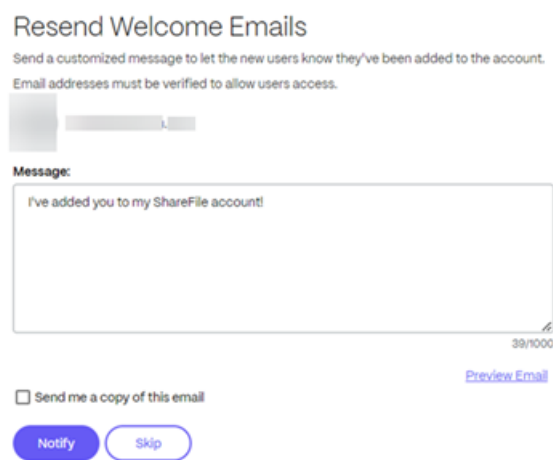 Resend Welcome Emails
Send a customized message to let the new users know they've been added to the account.
Email addresses must be verified to allow users access.
Message:
I've added you to my ShareFile account!
39/1000
Preview Email
Send me a copy of this email
Notify
Skip